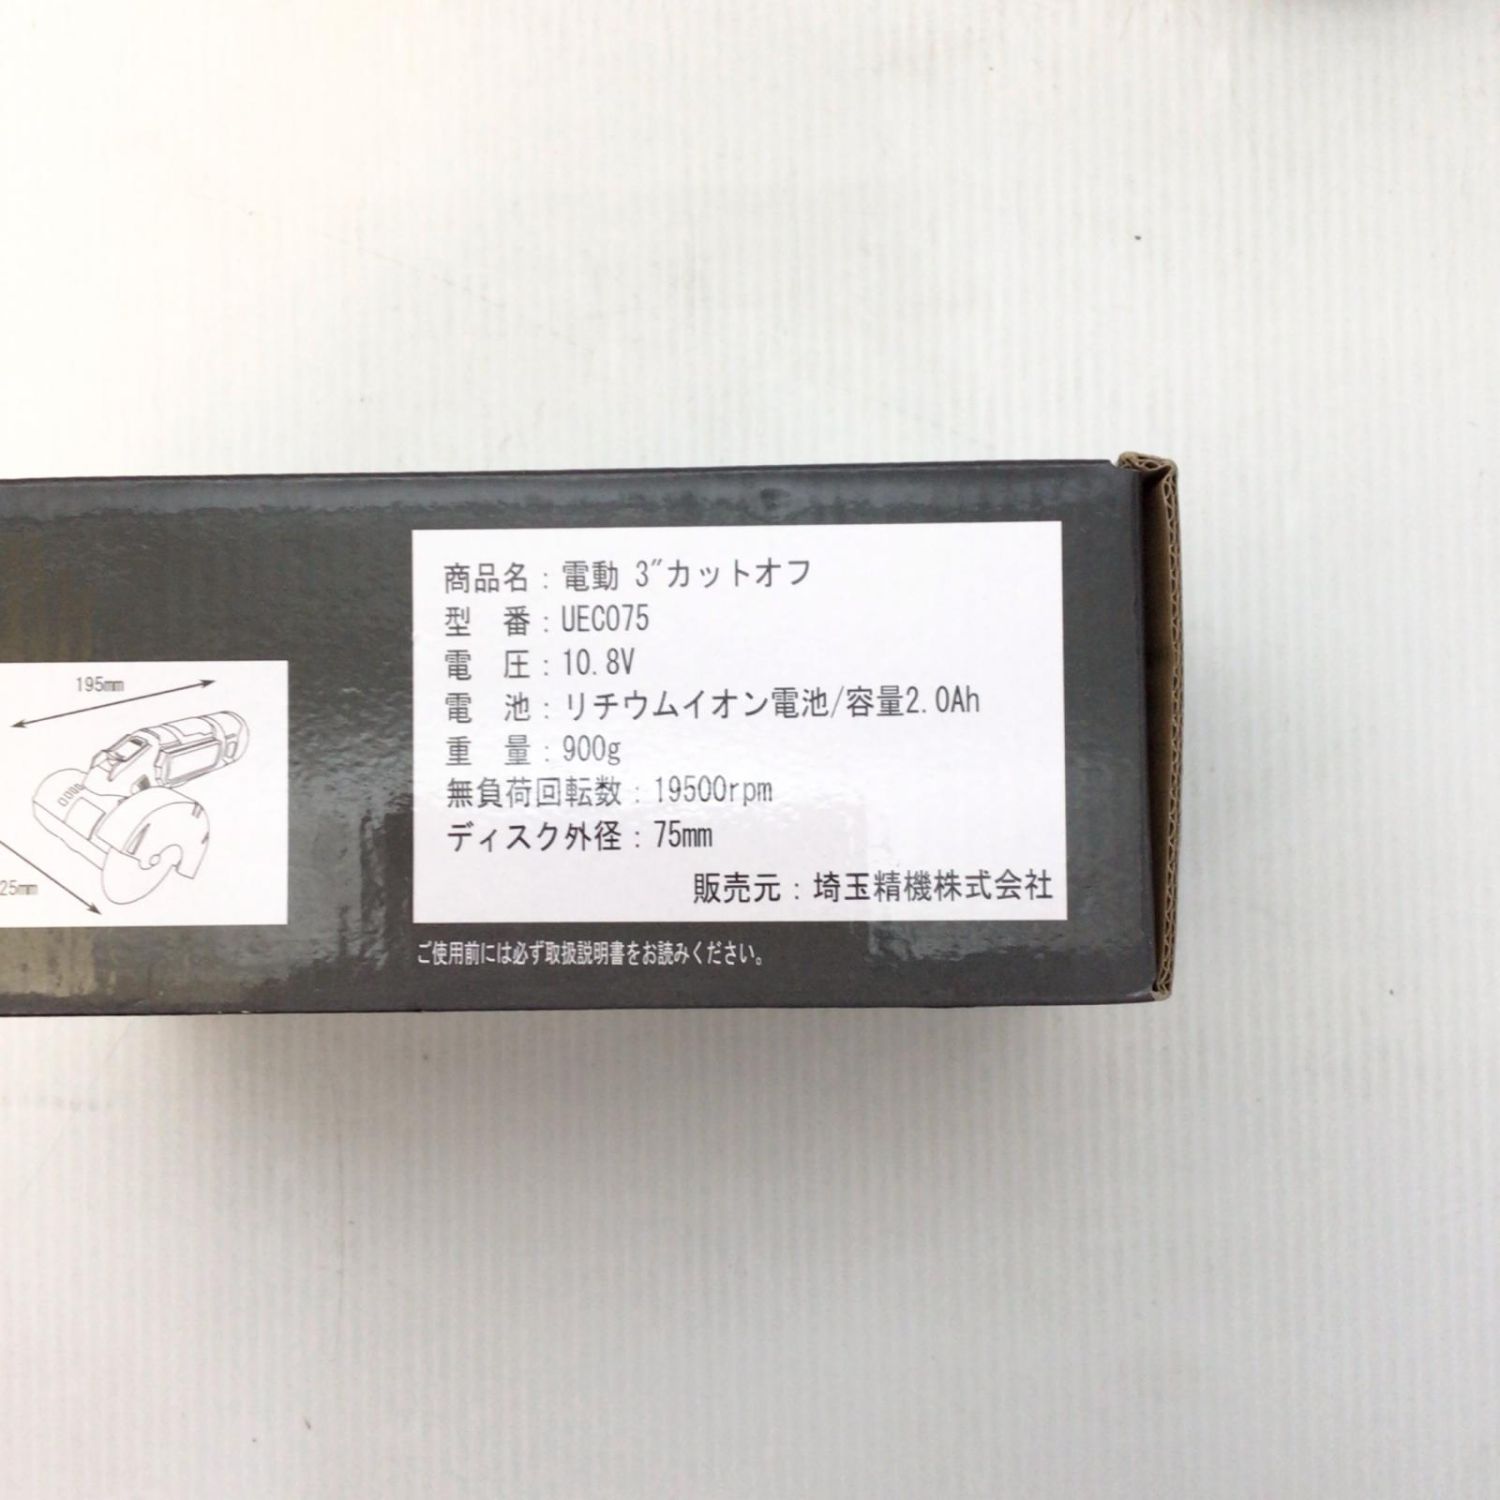 商品名：電動 3"カットオフ
型　番：UEC075
電　圧：10.8V
電　池：リチウムイオン電池/容量2.0Ah
重　量：900g
無負荷回転数：19500rpm
ディスク外径：75mm
販売元：埼玉精機株式会社
ご使用前には必ず取扱説明書をお読みください。
195mm
25mm